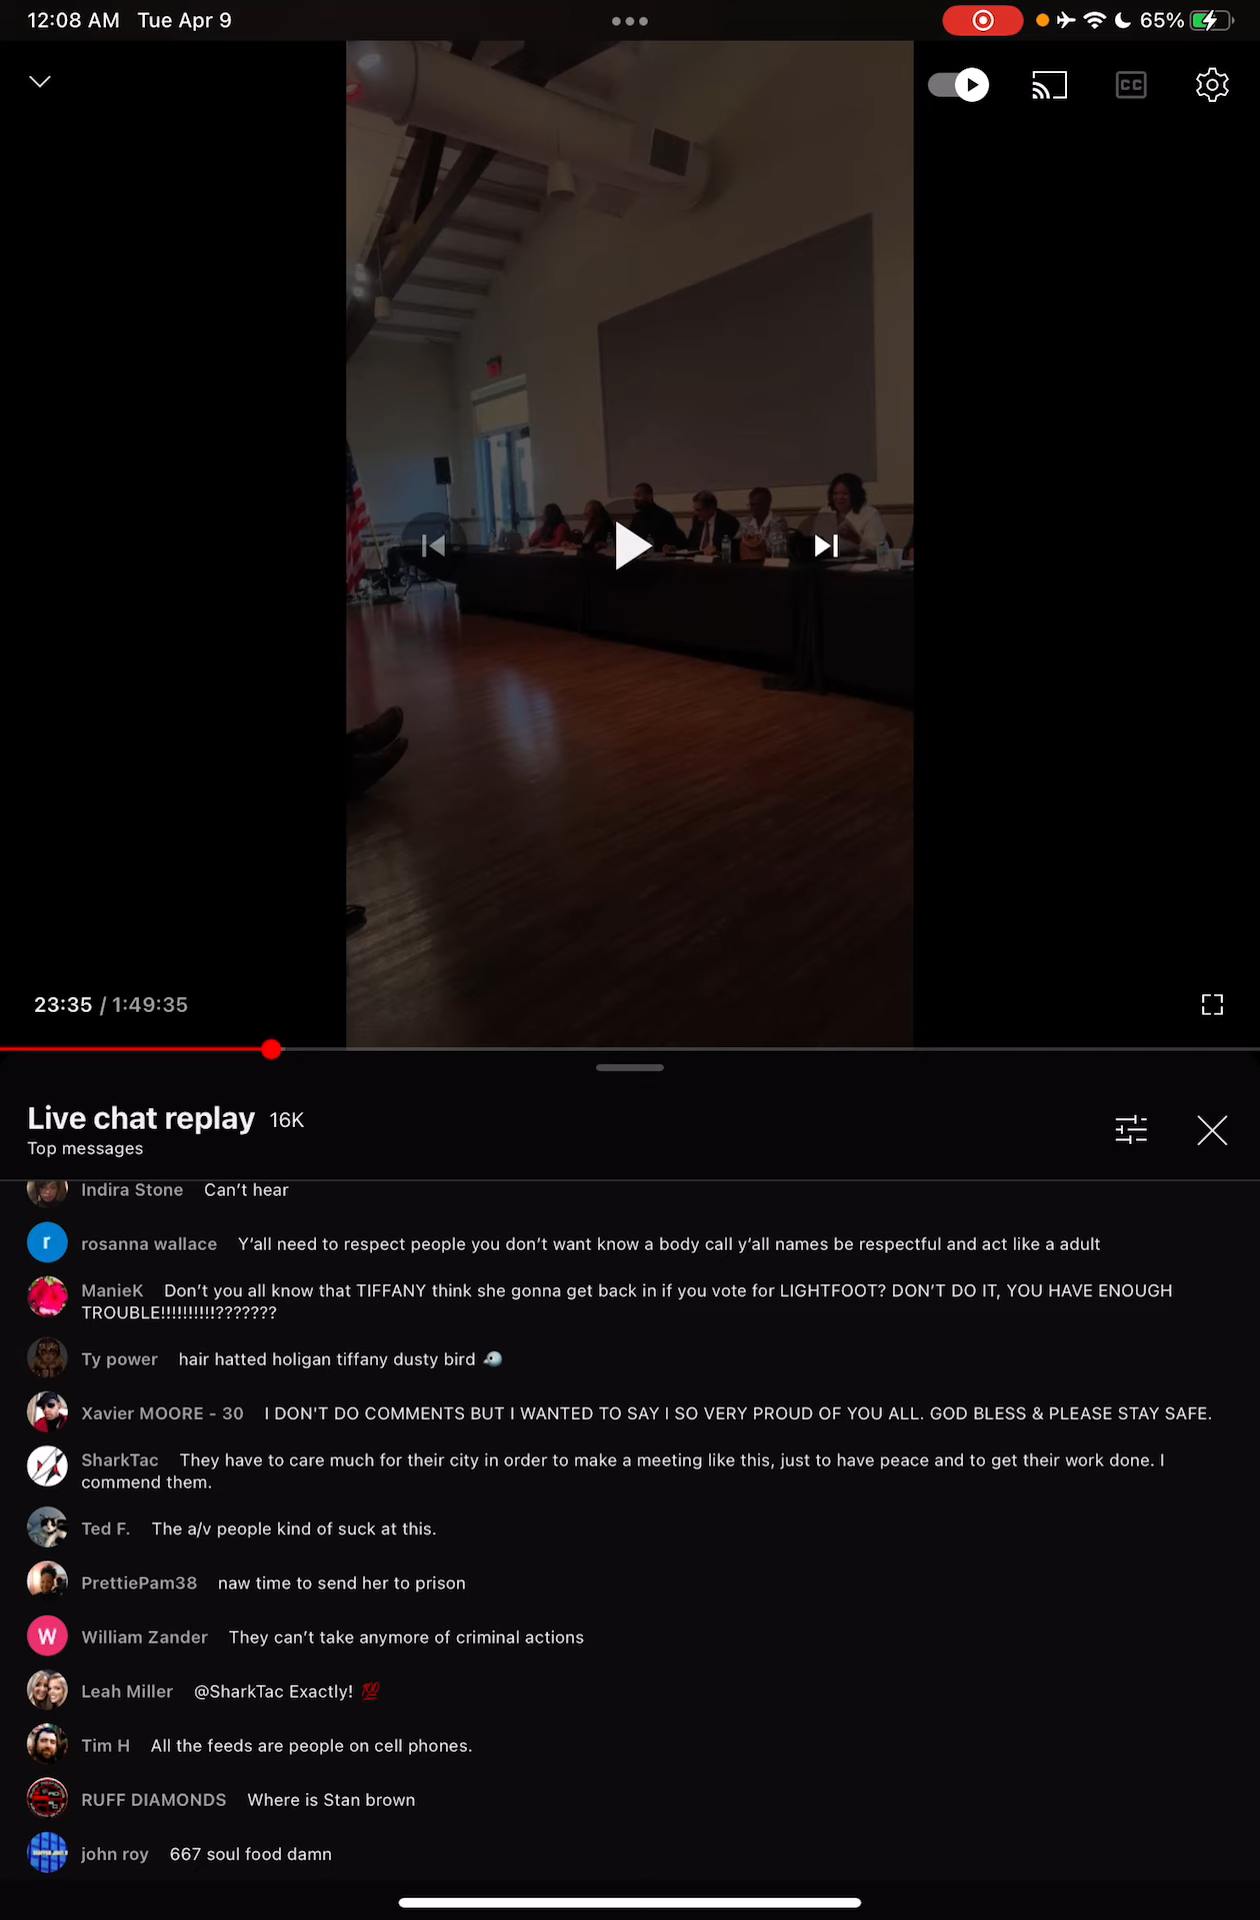 12:08 AM Tue Apr 9
65%
CC
23:35 / 1:49:35
Live chat replay 16K
Top messages
Indira Stone Can't hear
r
rosanna wallace Y'all need to respect people you don't want know a body call y'all names be respectful and act like a adult
ManieK Don't you all know that TIFFANY think she gonna get back in if you vote for LIGHTFOOT? DON'T DO IT, YOU HAVE ENOUGH
TROUBLE!!!!!!!!!!???????
Ty power hair hatted holigan tiffany dusty bird
Xavier MOORE - 30 I DON'T DO COMMENTS BUT I WANTED TO SAY I SO VERY PROUD OF YOU ALL. GOD BLESS & PLEASE STAY SAFE.
SharkTac They have to care much for their city in order to make a meeting like this, just to have peace and to get their work done. I
commend them.
Ted F. The a/v people kind of suck at this.
PrettiePam38 naw time to send her to prison
W
William Zander They can't take anymore of criminal actions
Leah Miller @SharkTac Exactly! 💯
Tim H All the feeds are people on cell phones.
RUFF DIAMONDS Where is Stan brown
john roy 667 soul food damn